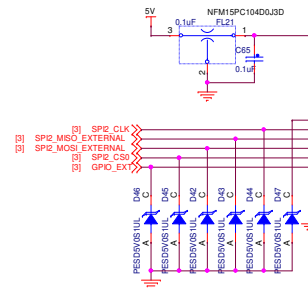 5V
NFM15PC104D0J3D
0.1uF FL21
3 1
C65
0.1uF
2
[3] SPI2_CLK
[3] SPI2_MISO_EXTERNAL
[3] SPI2_MOSI_EXTERNAL
[3] SPI2_CS0
[3] GPIO_EXT
D46 C
D45 C
D42 C
D43 C
D44 C
D47 C
PESD5V0S1UL A
PESD5V0S1UL A
PESD5V0S1UL A
PESD5V0S1UL A
PESD5V0S1UL A
PESD5V0S1UL A